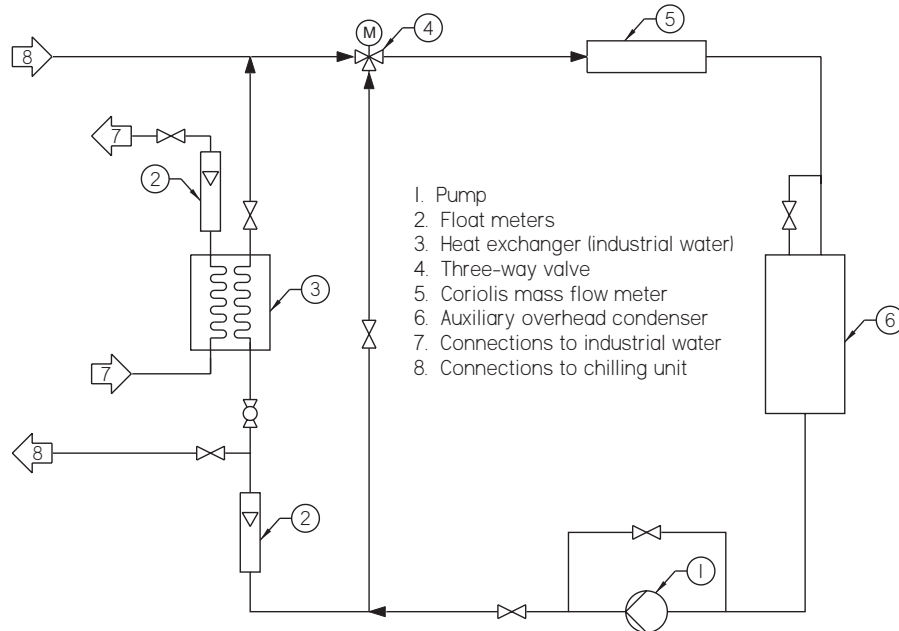 8
M
4
5
7
2
1. Pump
2. Float meters
3. Heat exchanger (industrial water)
4. Three-way valve
5. Coriolis mass flow meter
6. Auxiliary overhead condenser
7. Connections to industrial water
8. Connections to chilling unit
3
6
7
8
2
1